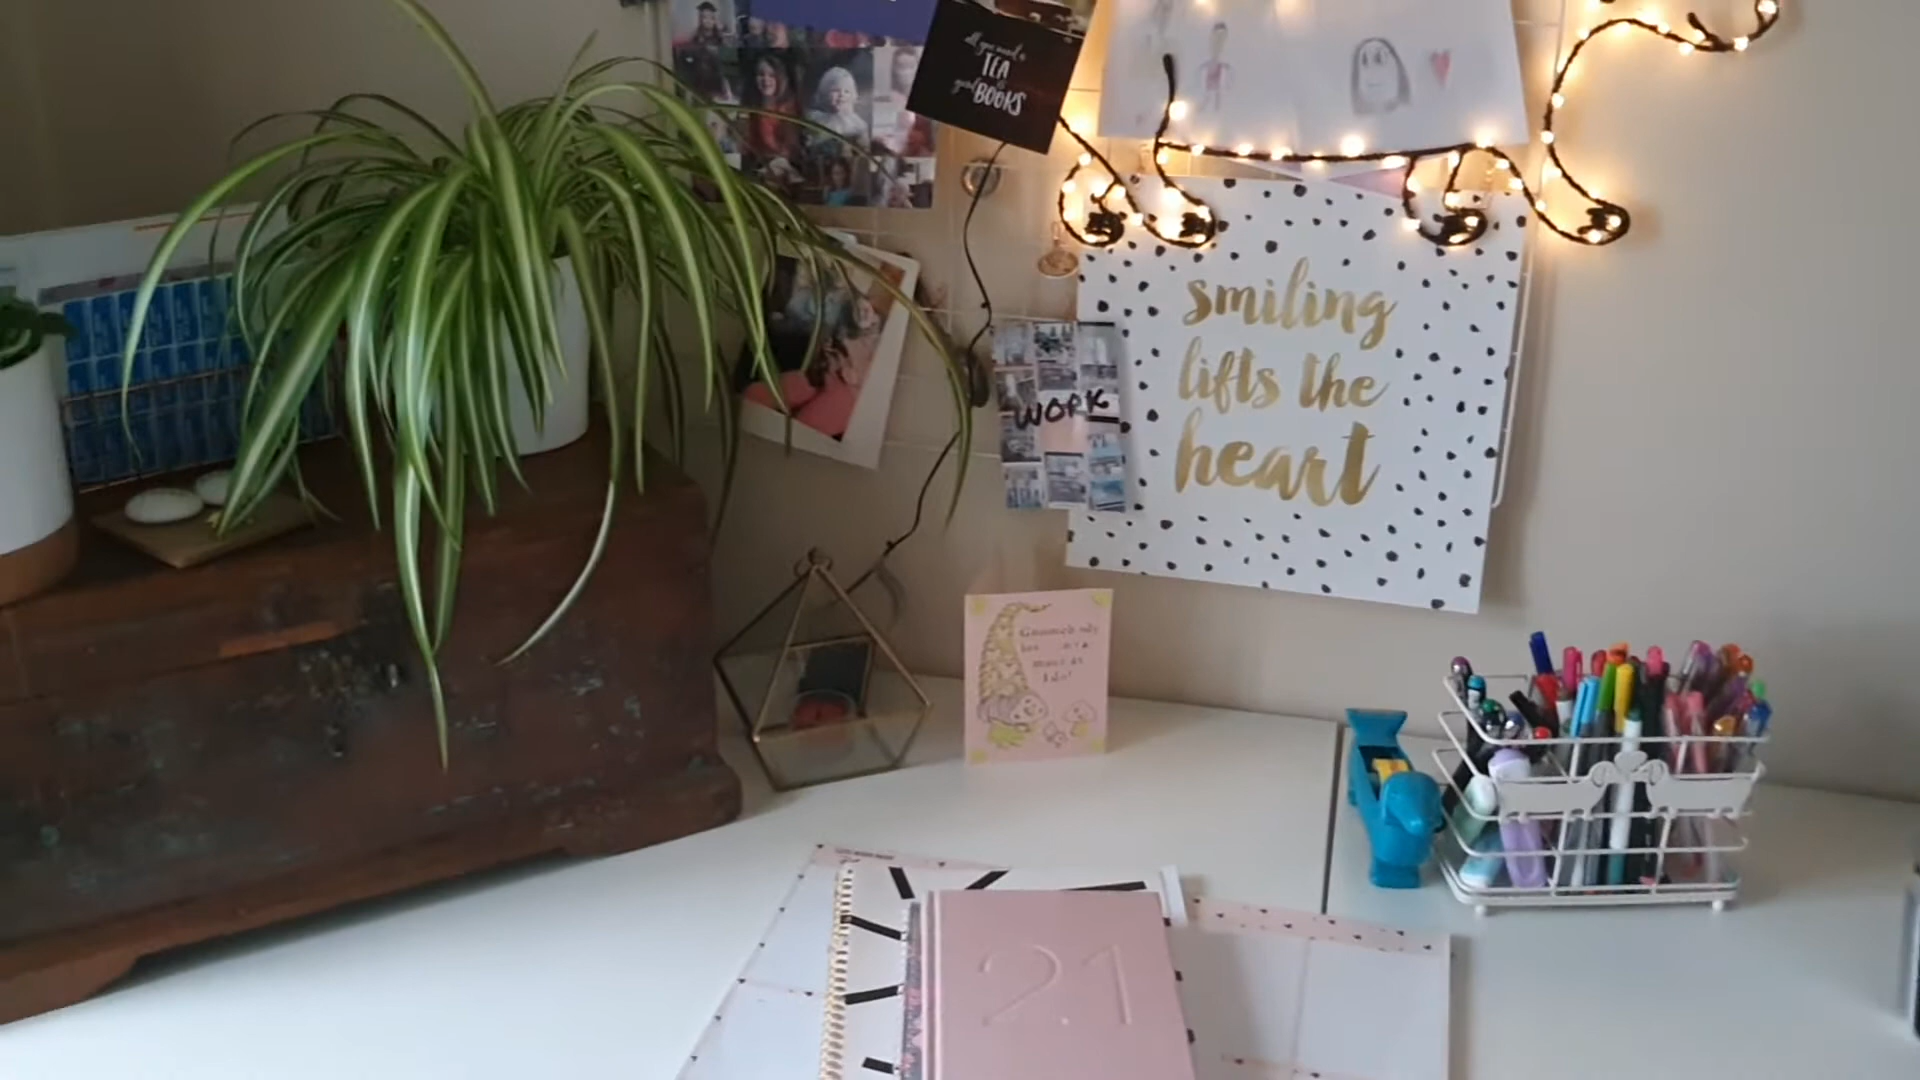 all you need is
TEA
&
good BOOKS
smiling
lifts the
heart
WORK
21